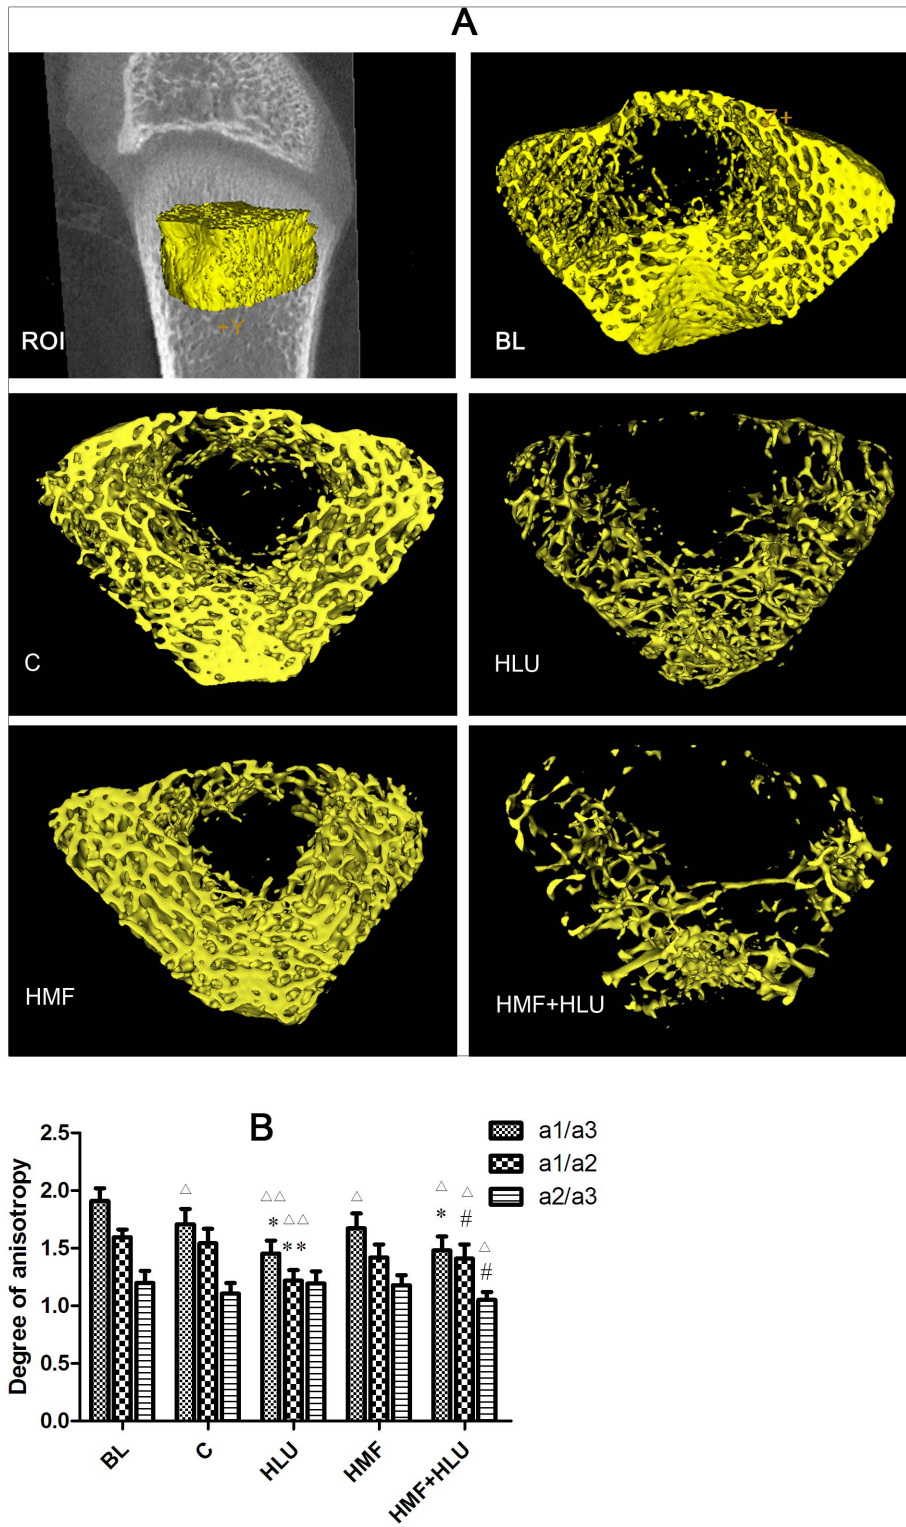 A
ROI
+Y
Z+
BL
C
HLU
HMF
HMF+HLU
B
a1/a3
a1/a2
a2/a3
Degree of anisotropy
2.5
2.0
1.5
1.0
0.5
0.0
△
△△
*
△△
**
△
△
*
△
#
△
#
BL
C
HLU
HMF
HMF+HLU